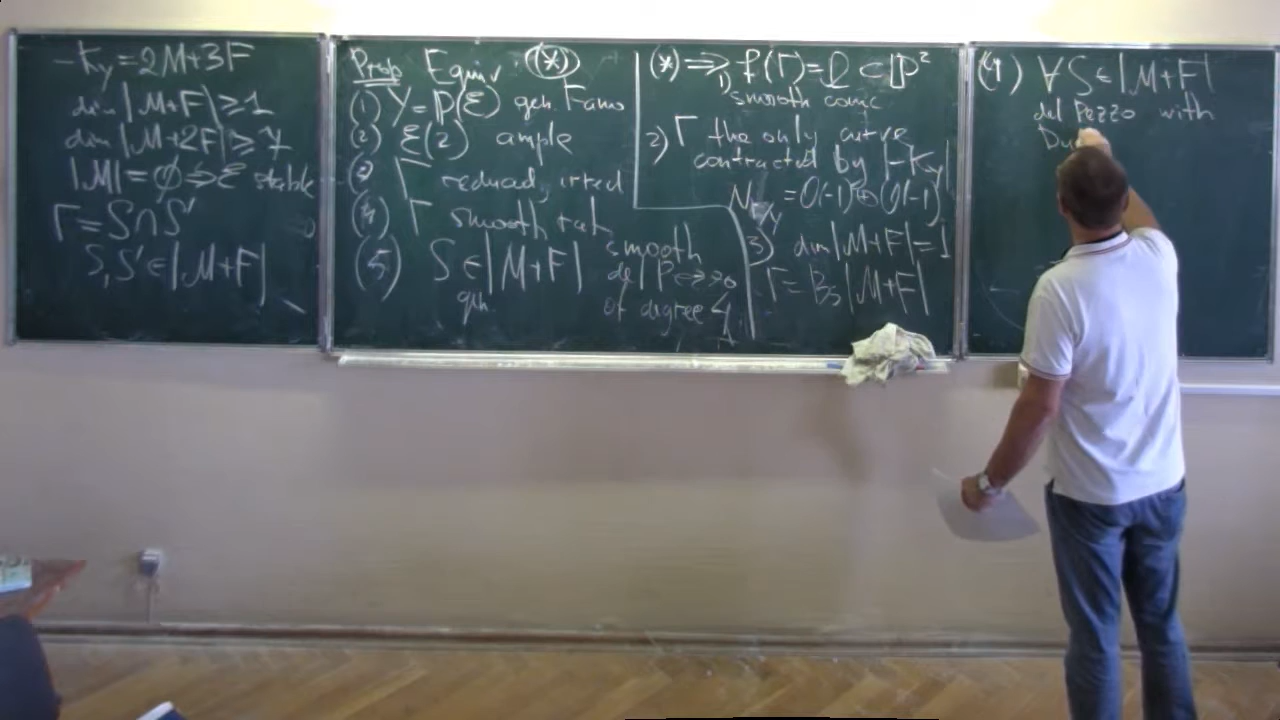 -K_Y = 2M+3F
dim |M+F| ≥ 1
dim |M+2F| ≥ 7
|M| = ∅ ⇒ ℰ stable
Γ = S∩S'
S, S' ∈ |M+F|
Prop Equiv : (*)
(1) Y = ℙ(ℰ) gen. Fano
(2) ℰ(2) ample
(3) Γ reduced, irred
(4) Γ smooth rat
(5) S ∈ |M+F| smooth
gen del Pezzo
of degree 4
(*) ⇒ 1) f(Γ) = ℓ ⊂ ℙ²
smooth conic
2) Γ the only curve
contracted by |-K_Y|
N_{Γ/Y} = O(-1) ⊕ O(-1)
3) dim |M+F| = 1
Γ = Bs |M+F|
(4) ∀ S ∈ |M+F|
del Pezzo with
Du